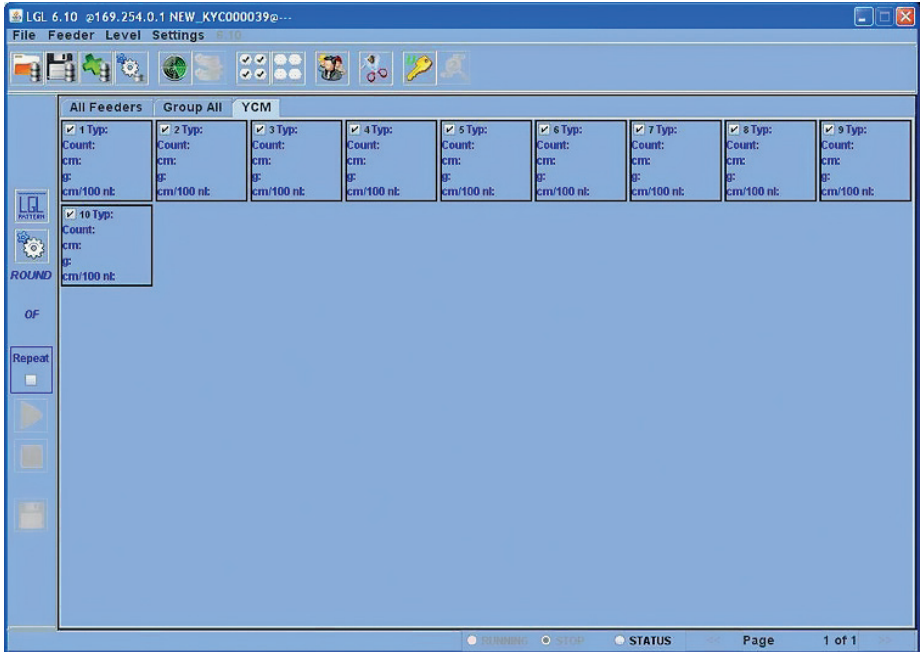 LGL 6.10 @169.254.0.1 NEW_KYC000039@---
File Feeder Level Settings 6.10
All Feeders Group All YCM
1 Typ: 2 Typ: 3 Typ: 4 Typ: 5 Typ: 6 Typ: 7 Typ: 8 Typ: 9 Typ:
Count: Count: Count: Count: Count: Count: Count: Count: Count:
cm: cm: cm: cm: cm: cm: cm: cm: cm:
g: g: g: g: g: g: g: g: g:
cm/100 nl: cm/100 nl: cm/100 nl: cm/100 nl: cm/100 nl: cm/100 nl: cm/100 nl: cm/100 nl: cm/100 nl:
10 Typ:
Count:
cm:
g:
cm/100 nl:
LGL
PATTERN
ROUND
OF
Repeat
RUNNING STOP STATUS << Page 1 of 1 >>